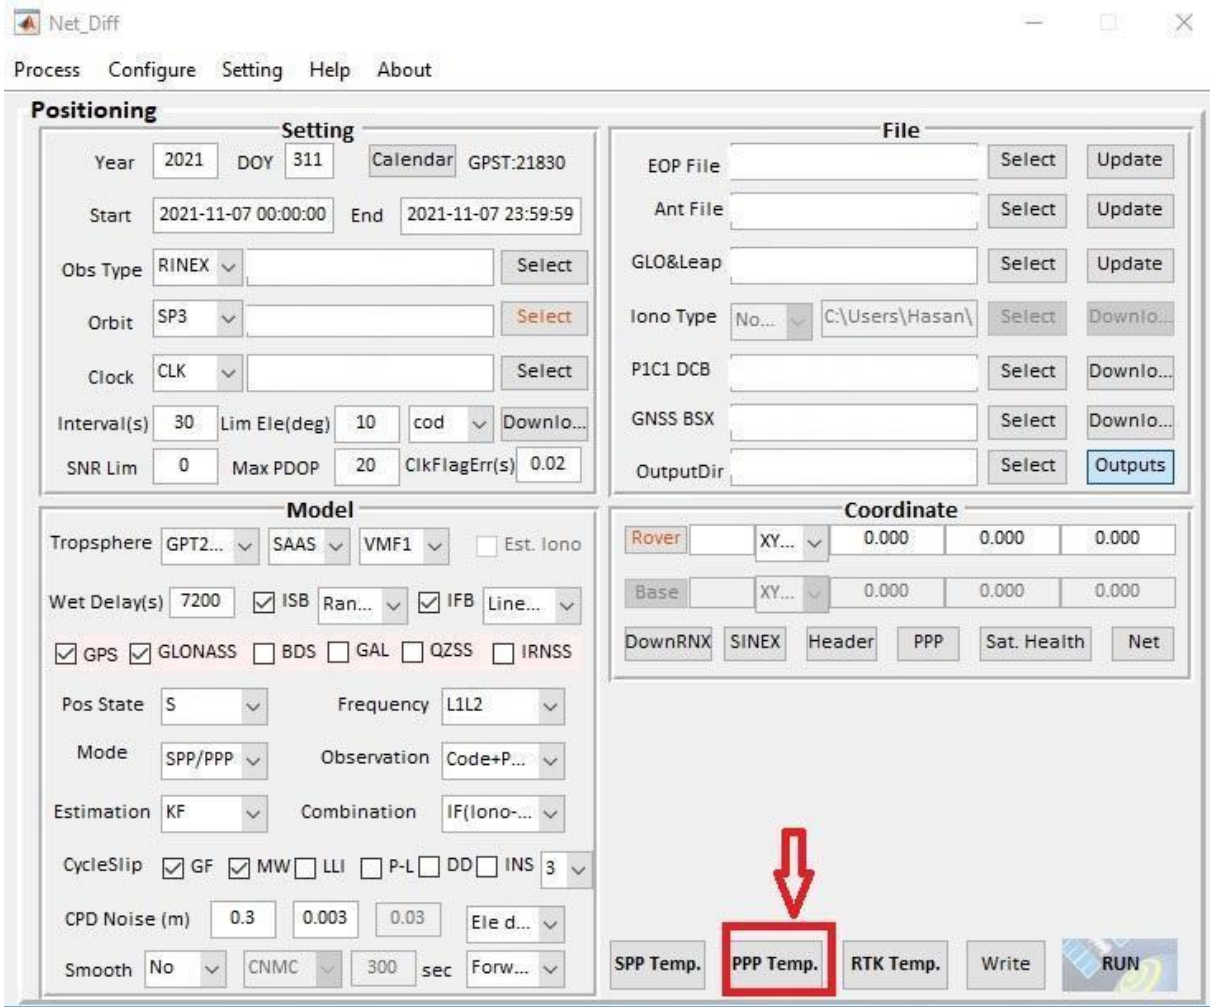 Net_Diff
Process Configure Setting Help About
Positioning
Setting
Year 2021 DOY 311 Calendar GPST:21830
Start 2021-11-07 00:00:00 End 2021-11-07 23:59:59
Obs Type RINEX Select
Orbit SP3 Select
Clock CLK Select
Interval(s) 30 Lim Ele(deg) 10 cod Downlo...
SNR Lim 0 Max PDOP 20 ClkFlagErr(s) 0.02
File
EOP File Select Update
Ant File Select Update
GLO&Leap Select Update
Iono Type No... C:\Users\Hasan\ Select Downlo...
P1C1 DCB Select Downlo...
GNSS BSX Select Downlo...
OutputDir Select Outputs
Model
Tropsphere GPT2... SAAS VMF1 Est. Iono
Wet Delay(s) 7200 ISB Ran... IFB Line...
GPS GLONASS BDS GAL QZSS IRNSS
Pos State S Frequency L1L2
Mode SPP/PPP Observation Code+P...
Estimation KF Combination IF(Iono-...
CycleSlip GF MW LLI P-L DD INS 3
CPD Noise (m) 0.3 0.003 0.03 Ele d...
Smooth No CNMC 300 sec Forw...
Coordinate
Rover XY... 0.000 0.000 0.000
Base XY... 0.000 0.000 0.000
DownRNX SINEX Header PPP Sat. Health Net
SPP Temp. PPP Temp. RTK Temp. Write RUN